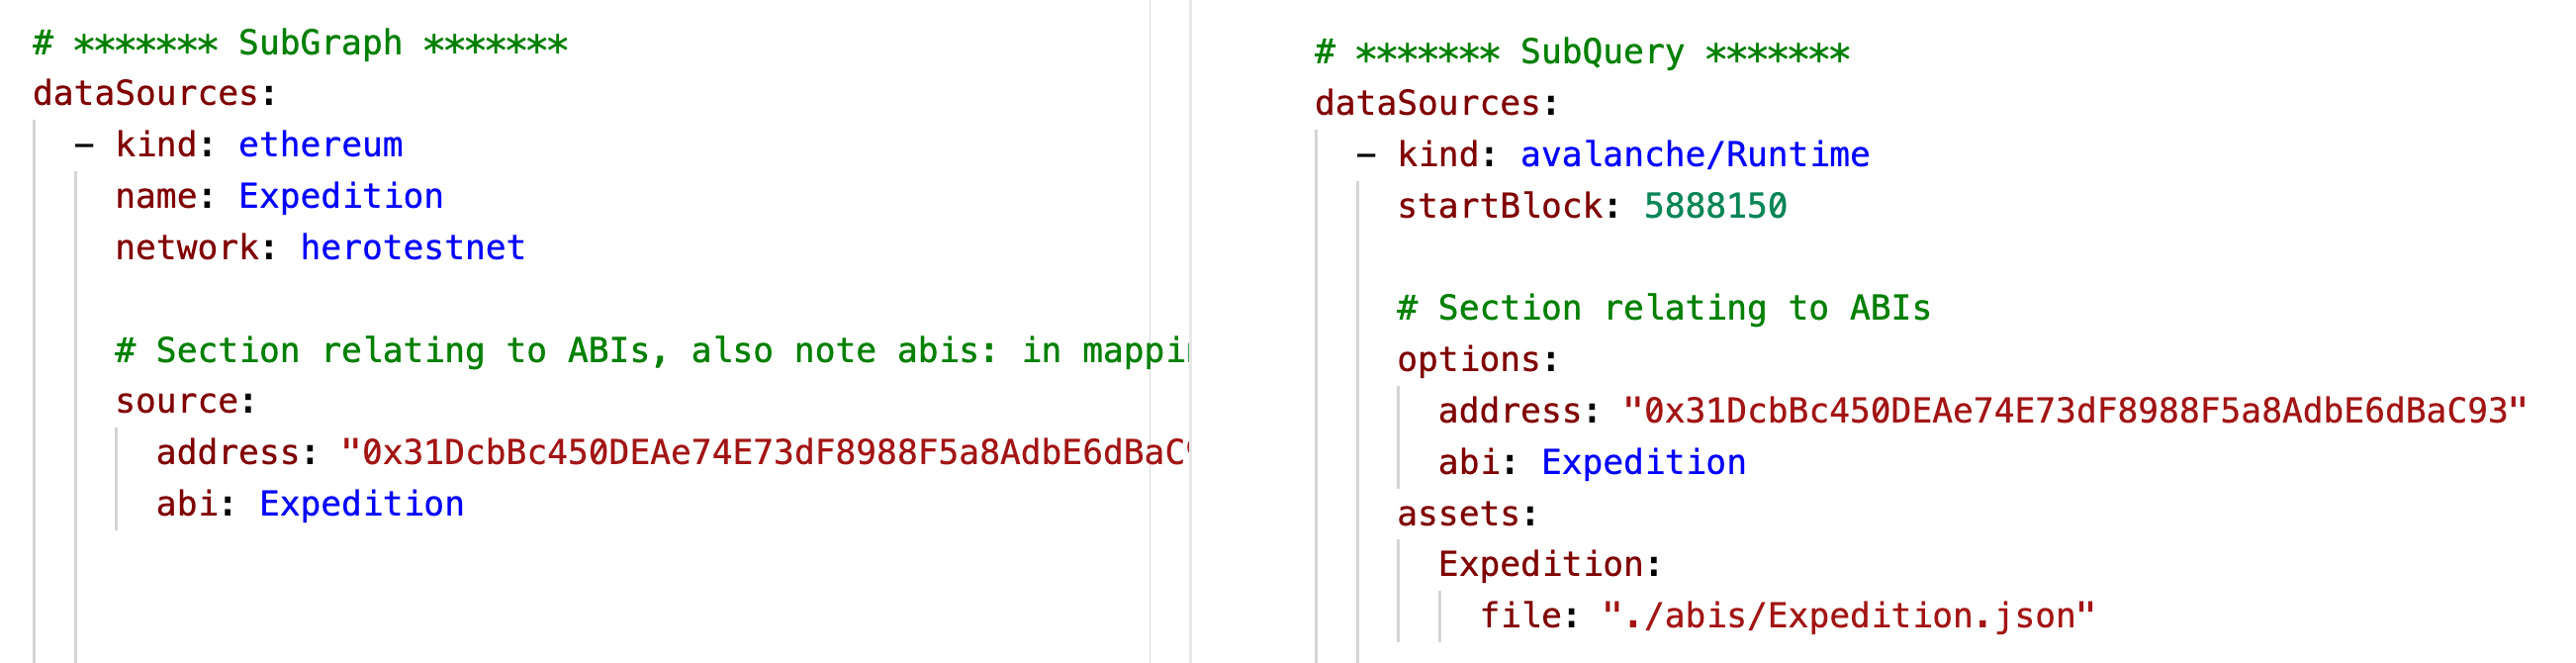 # ******* SubGraph *******
dataSources:
- kind: ethereum
name: Expedition
network: herotestnet
# Section relating to ABIs, also note abis: in
source:
address: "0x31DcbBc450DEAe74E73dF8988F5a8AdbE6dBaC
abi: Expedition
# ******* SubQuery *******
dataSources:
- kind: avalanche/Runtime
startBlock: 5888150
# Section relating to ABIs
options:
address: "0x31DcbBc450DEAe74E73dF8988F5a8AdbE6dBaC93"
abi: Expedition
assets:
Expedition:
file: "./abis/Expedition.json"